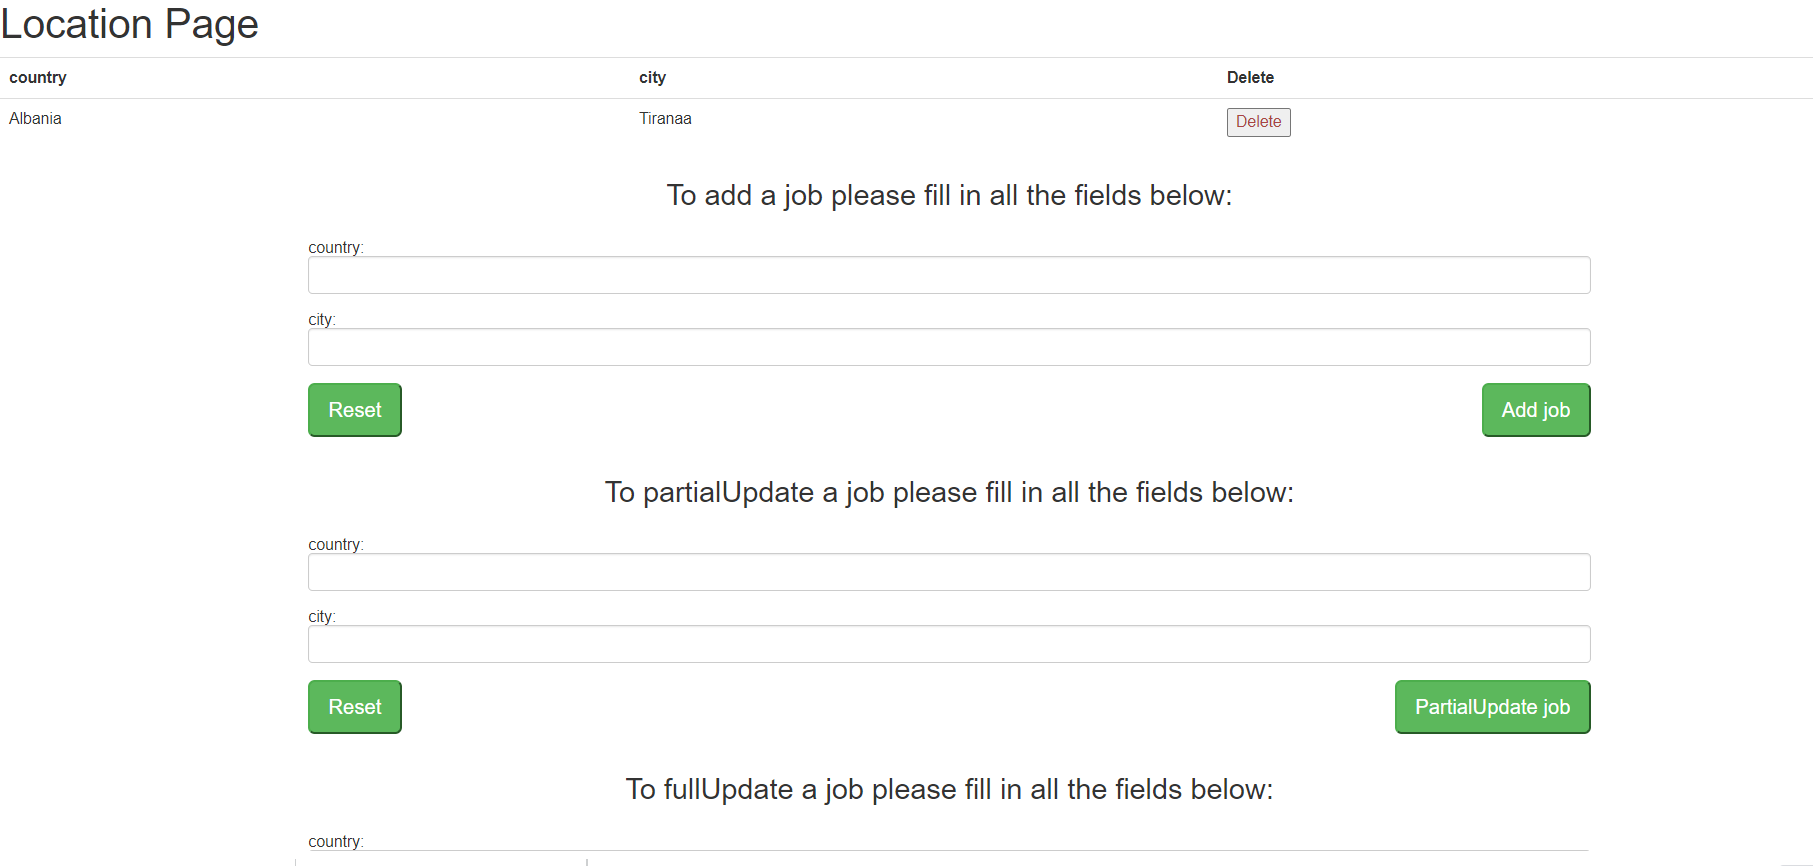 Location Page
country city Delete
Albania Tiranaa Delete
To add a job please fill in all the fields below:
country:
city:
Reset Add job
To partialUpdate a job please fill in all the fields below:
country:
city:
Reset PartialUpdate job
To fullUpdate a job please fill in all the fields below:
country: